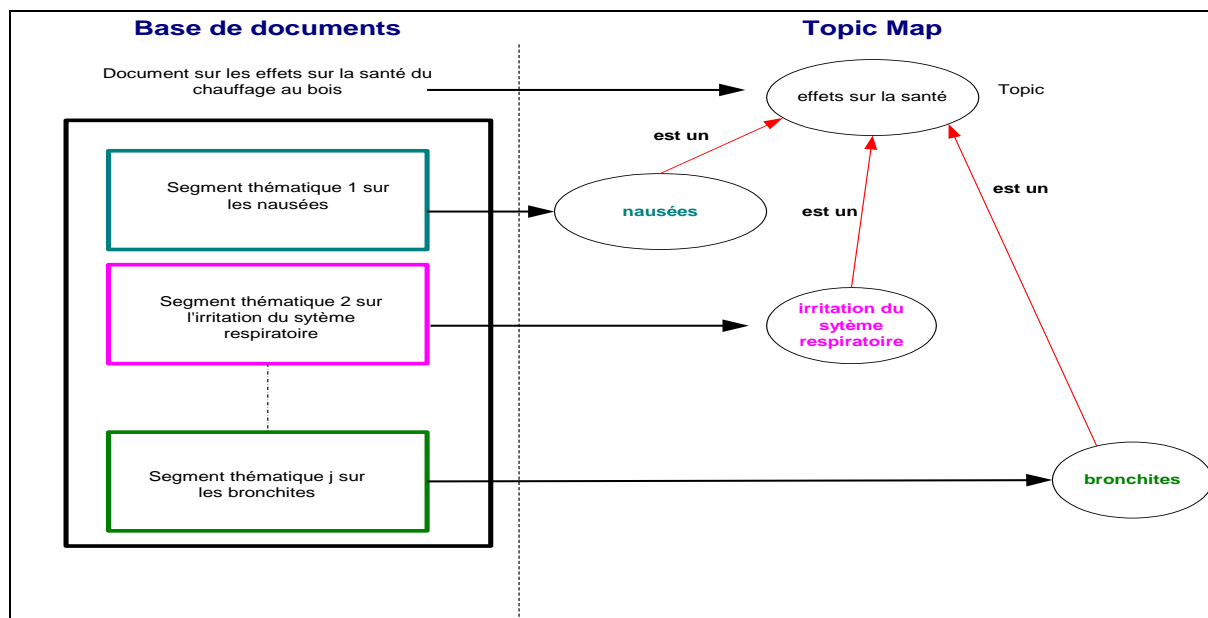 Base de documents
Topic Map
Document sur les effets sur la santé du
chauffage au bois
effets sur la santé
Topic
est un
Segment thématique 1 sur
les nausées
nausées
est un
est un
Segment thématique 2 sur
l'irritation du sytème
respiratoire
irritation du
sytème
respiratoire
Segment thématique j sur
les bronchites
bronchites